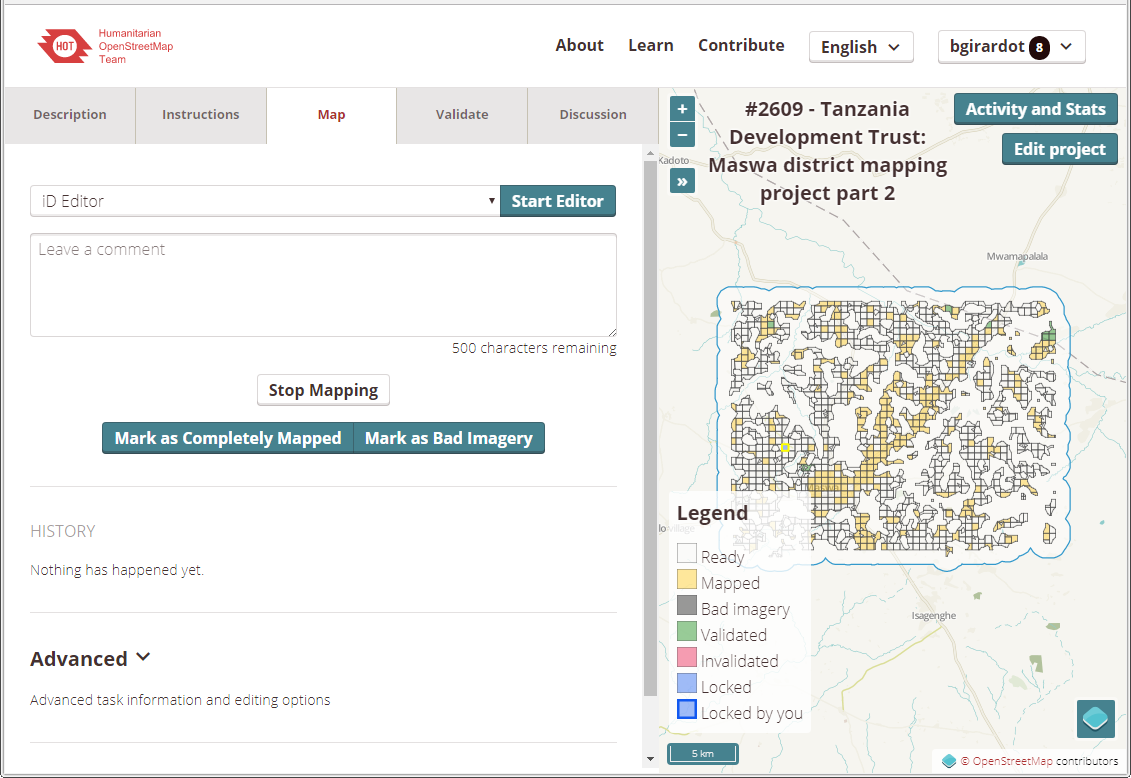 HOT
Humanitarian
OpenStreetMap
Team
About Learn Contribute English bgirardot 8
Description Instructions Map Validate Discussion
+
−
»
#2609 - Tanzania
Development Trust:
Maswa district mapping
project part 2
Activity and Stats
Edit project
iD Editor Start Editor
Leave a comment
500 characters remaining
Stop Mapping
Mark as Completely Mapped Mark as Bad Imagery
HISTORY
Nothing has happened yet.
Advanced
Advanced task information and editing options
Kadoto
Mwamapalala
Maswa
Isagenghe
Legend
Ready
Mapped
Bad imagery
Validated
Invalidated
Locked
Locked by you
5 km
© OpenStreetMap contributors